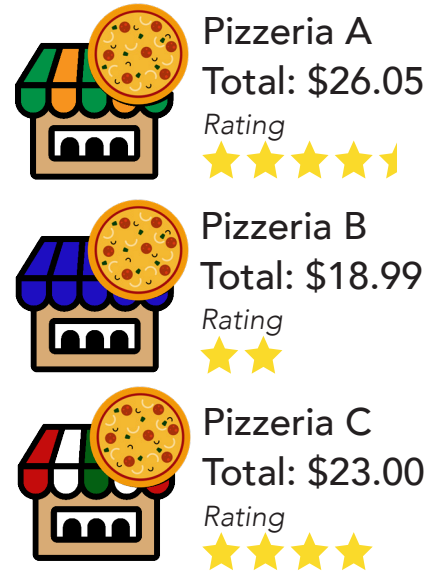 Pizzeria A
Total: $26.05
Rating
Pizzeria B
Total: $18.99
Rating
Pizzeria C
Total: $23.00
Rating